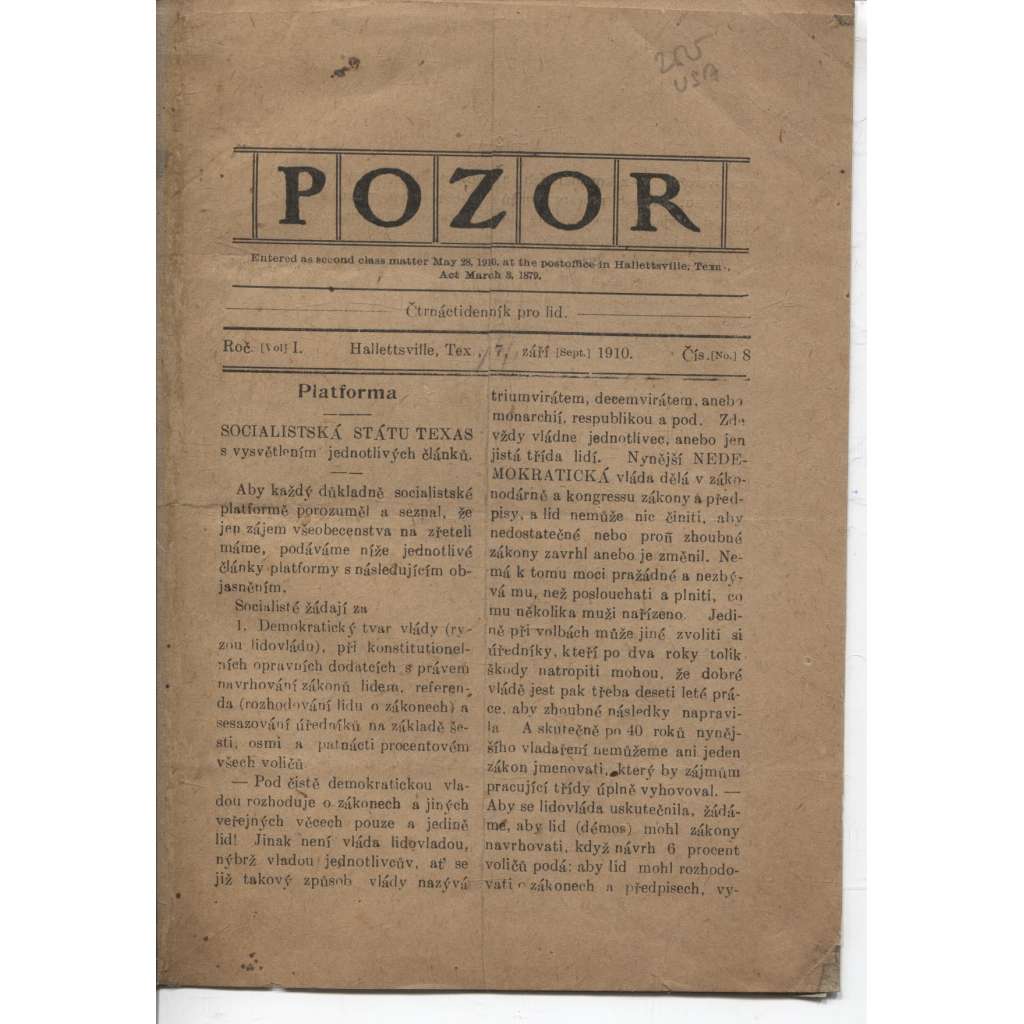 USA
POZOR
Entered as second class matter May 28, 1910, at the postoffice in Hallettsville, Texa .
Act March 3, 1879.
Čtrnáctidenník pro lid.
Roč. [Vol] I. Hallettsville, Tex., 7, září [Sept.] 1910. Čís. [No.] 8
Platforma
SOCIALISTSKÁ STÁTU TEXAS
s vysvětlením jednotlivých článků.
Aby každý důkladně socialistské
platformě porozuměl a seznal, že
jen zájem všeobecenstva na zřeteli
máme, podáváme níže jednotlivé
články platformy s následujícím ob-
jasněním.
Socialisté žádají za
1. Demokratický tvar vlády (ry-
zou lidovládu), při konstitutionel-
ních opravních dodatcích s právem
navrhování zákonů lidem, referen-
da (rozhodování lidu o zákonech) a
sesazování úředníků na základě še-
sti, osmi a patnácti procentovém
všech voličů
— Pod čistě demokratickou vla-
dou rozhoduje o zákonech a jiných
veřejných věcech pouze a jedině
lid! Jinak není vláda lidovladou,
nýbrž vladou jednotlivcův, ať se
již takový způsob vlády nazývá
triumvirátem, decemvirátem, anebo
monarchií, respublikou a pod. Zde
vždy vládne jednotlivec, anebo jen
jistá třída lidí. Nynější NEDE-
MOKRATICKÁ vláda dělá v záko-
nodárně a kongressu zákony a před-
pisy, a lid nemůže nic činiti, aby
nedostatečné nebo proň zhoubné
zákony zavrhl anebo je změnil. Ne-
má k tomu moci pražádné a nezbý-
vá mu, než poslouchati a plniti, co
mu několika muži nařízeno. Jedi-
ně při volbách může jiné zvoliti si
úředníky, kteří po dva roky tolik
škody natropiti mohou, že dobré
vládě jest pak třeba deseti leté prá-
ce, aby zhoubné následky napravi-
la A skutečně po 40 roků nyněj-
šího vladaření nemůžeme ani jeden
zákon jmenovati, který by zájmům
pracující třídy úplně vyhovoval. —
Aby se lidovláda uskutečnila, žádá-
me, aby lid (démos) mohl zákony
navrhovati, když návrh 6 procent
voličů podá; aby lid mohl rozhodo-
vati o zákonech a předpisech, vy-